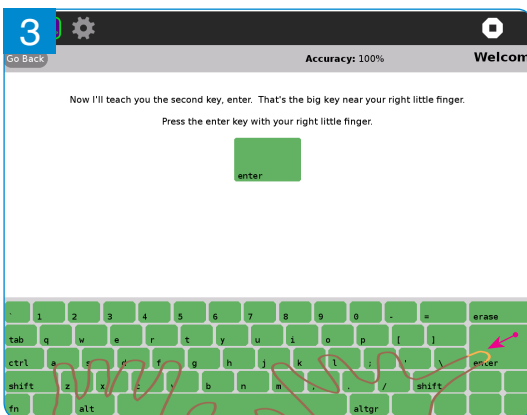 3
Go Back
Accuracy: 100%
Welcom
Now I'll teach you the second key, enter. That's the big key near your right little finger.
Press the enter key with your right little finger.
enter
` 1 2 3 4 5 6 7 8 9 0 - = erase
tab q w e r t y u i o p [ ]
ctrl a s d f g h j k l ; ' \ enter
shift z x c v b n m , . / shift
fn alt altgr